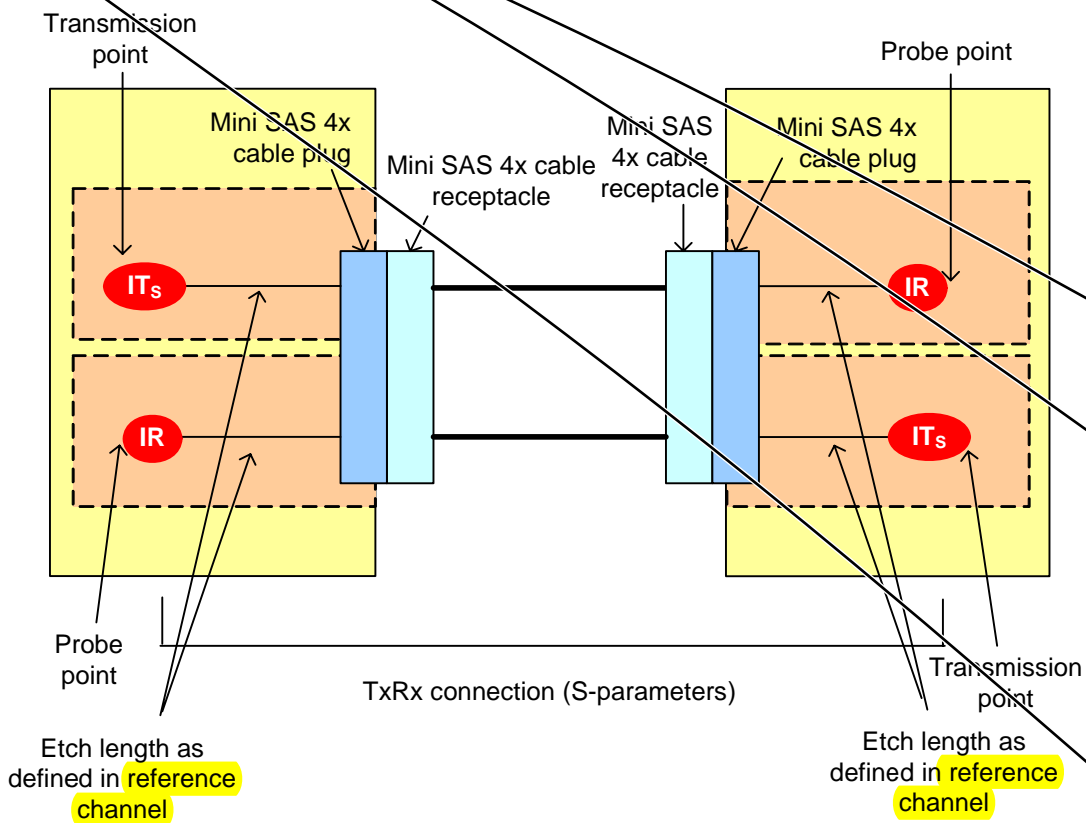 Transmission
point
Probe point
Mini SAS 4x
cable plug
Mini SAS 4x cable
receptacle
Mini SAS
4x cable
receptacle
Mini SAS 4x
cable plug
ITS
IR
IR
ITS
Probe
point
TxRx connection (S-parameters)
Transmission
point
Etch length as
defined in reference
channel
Etch length as
defined in reference
channel